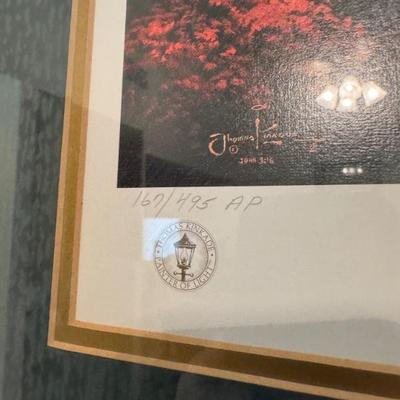 Thomas Kinkade
©
JOHN 3:16
167/495 AP
THOMAS KINKADE
PAINTER OF LIGHT